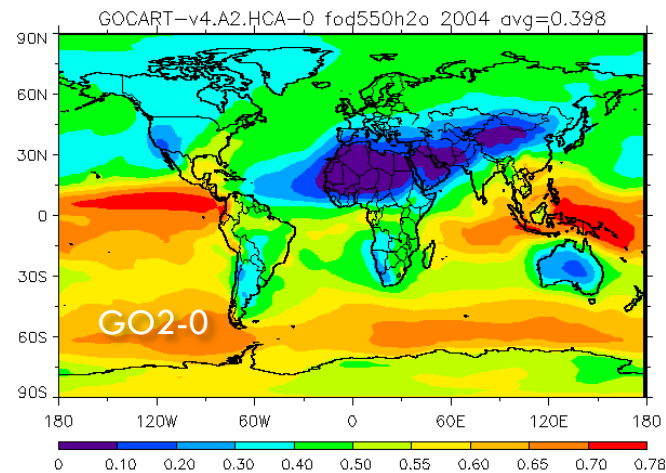 GOCART-v4.A2.HCA-0 fod550h2o 2004 avg=0.398
90N
60N
30N
0
30S
60S
90S
GO2-0
180 120W 60W 0 60E 120E 180
0 0.10 0.20 0.30 0.40 0.50 0.60 0.65 0.70 0.78